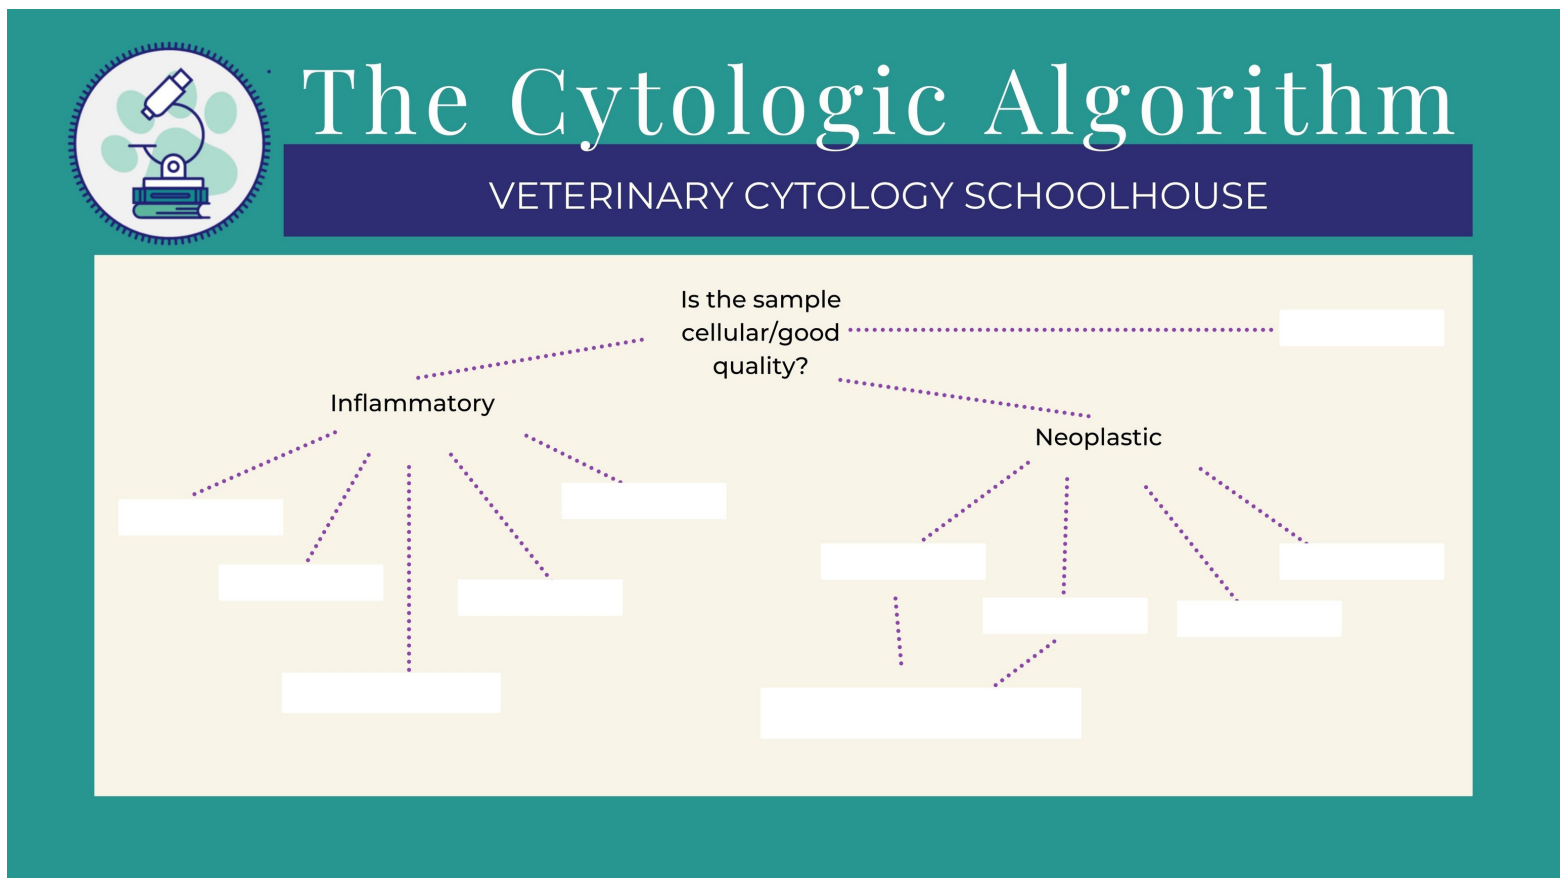 The Cytologic Algorithm
VETERINARY CYTOLOGY SCHOOLHOUSE
Is the sample
cellular/good
quality?
Inflammatory
Neoplastic